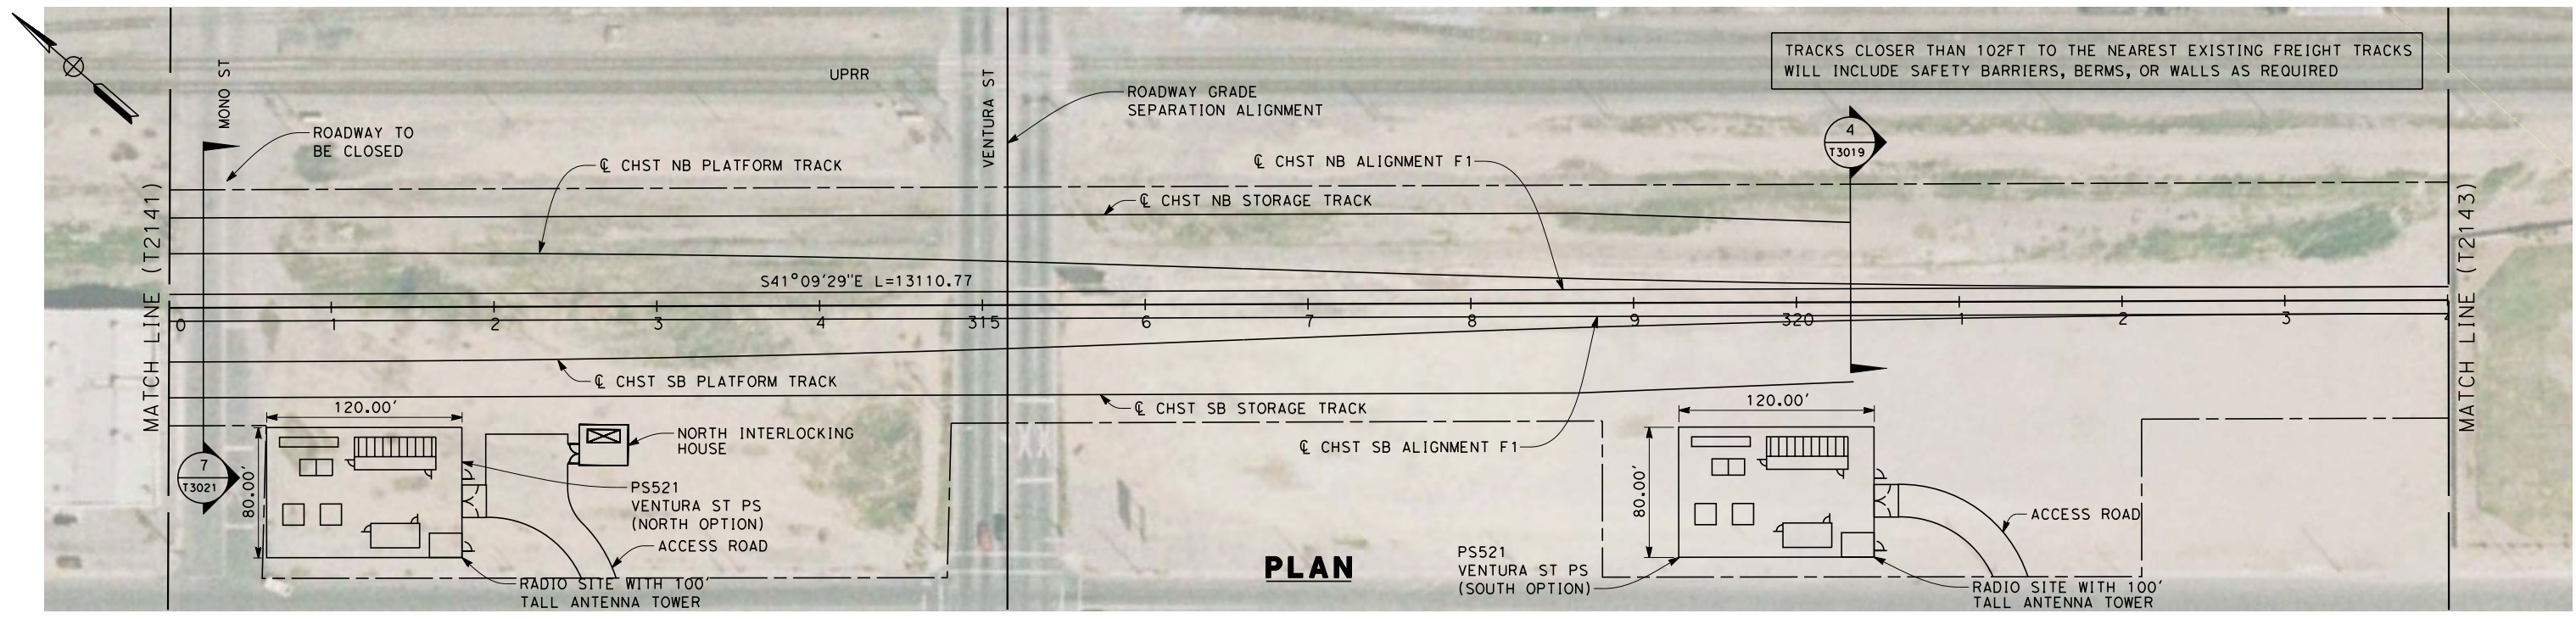 TRACKS CLOSER THAN 102FT TO THE NEAREST EXISTING FREIGHT TRACKS
WILL INCLUDE SAFETY BARRIERS, BERMS, OR WALLS AS REQUIRED
MONO ST
UPRR
VENTURA ST
ROADWAY GRADE
SEPARATION ALIGNMENT
ROADWAY TO
BE CLOSED
4
T3019
℄ CHST NB PLATFORM TRACK
℄ CHST NB ALIGNMENT F1
℄ CHST NB STORAGE TRACK
MATCH LINE (T2141)
MATCH LINE (T2143)
S41°09'29"E L=13110.77
0 1 2 3 4 315 6 7 8 9 320 1 2 3
℄ CHST SB PLATFORM TRACK
℄ CHST SB STORAGE TRACK
℄ CHST SB ALIGNMENT F1
7
T3021
120.00'
80.00'
NORTH INTERLOCKING
HOUSE
PS521
VENTURA ST PS
(NORTH OPTION)
ACCESS ROAD
RADIO SITE WITH 100'
TALL ANTENNA TOWER
PLAN
120.00'
80.00'
ACCESS ROAD
PS521
VENTURA ST PS
(SOUTH OPTION)
RADIO SITE WITH 100'
TALL ANTENNA TOWER